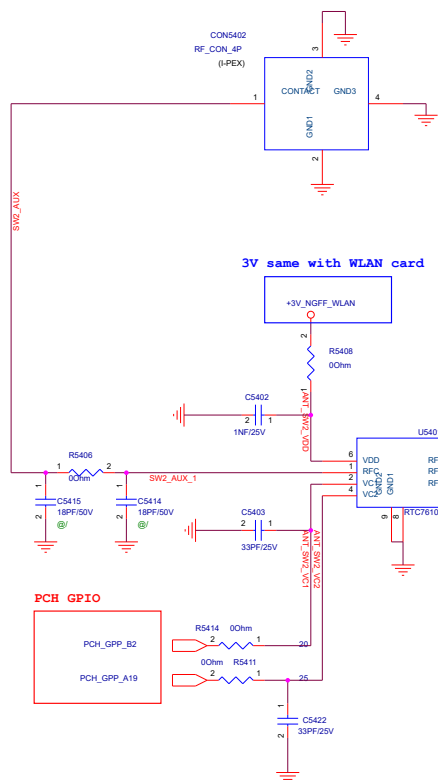 CON5402
RF_CON_4P
(I-PEX)
3
GND2
1
CONTACT
GND3
4
GND1
2
SW2_AUX
3V same with WLAN card
+3V_NGFF_WLAN
2
R5408
0Ohm
1
C5402
2
1
1NF/25V
ANT_SW2_VDD
U540
R5406
1
2
0Ohm
SW2_AUX_1
6
VDD
RF
1
RFC
RF
2
VC1
RF
4
VC2
GND2
GND1
9
8
RTC7610
1
C5415
18PF/50V
2
@/
1
C5414
18PF/50V
2
@/
C5403
2
1
33PF/25V
ANT_SW2_VC1
ANT_SW2_VC2
PCH GPIO
PCH_GPP_B2
R5414
0Ohm
2
1
20
PCH_GPP_A19
0Ohm
R5411
2
1
25
1
C5422
33PF/25V
2